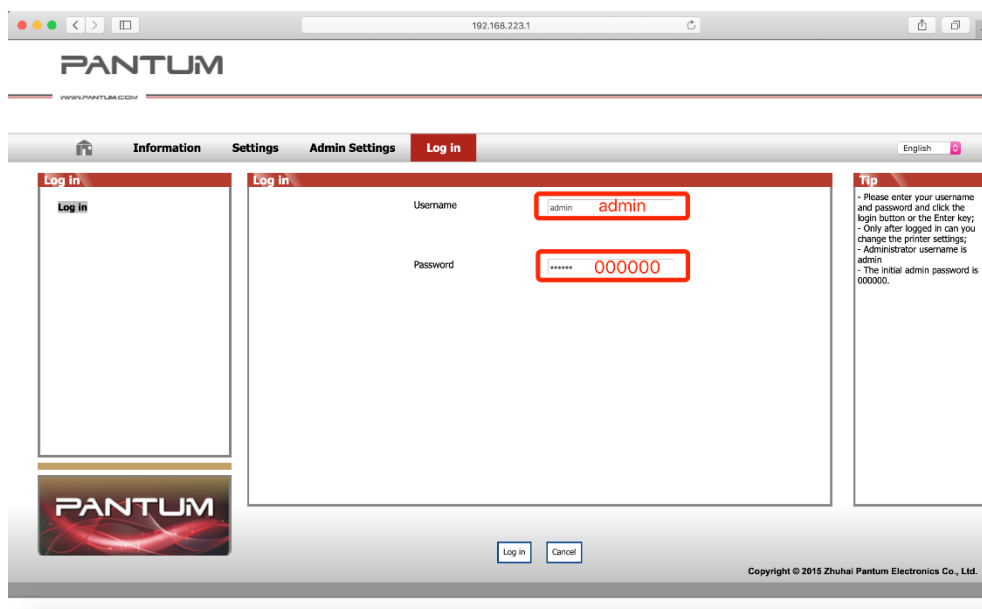 192.168.223.1
PANTUM
WWW.PANTUM.COM
Information Settings Admin Settings Log in
English
Log in
Log in
Log in
Username admin admin
Password •••••• 000000
Tip
- Please enter your username
and password and click the
login button or the Enter key;
- Only after logged in can you
change the printer settings;
- Administrator username is
admin
- The initial admin password is
000000.
PANTUM
Log in Cancel
Copyright © 2015 Zhuhai Pantum Electronics Co., Ltd.